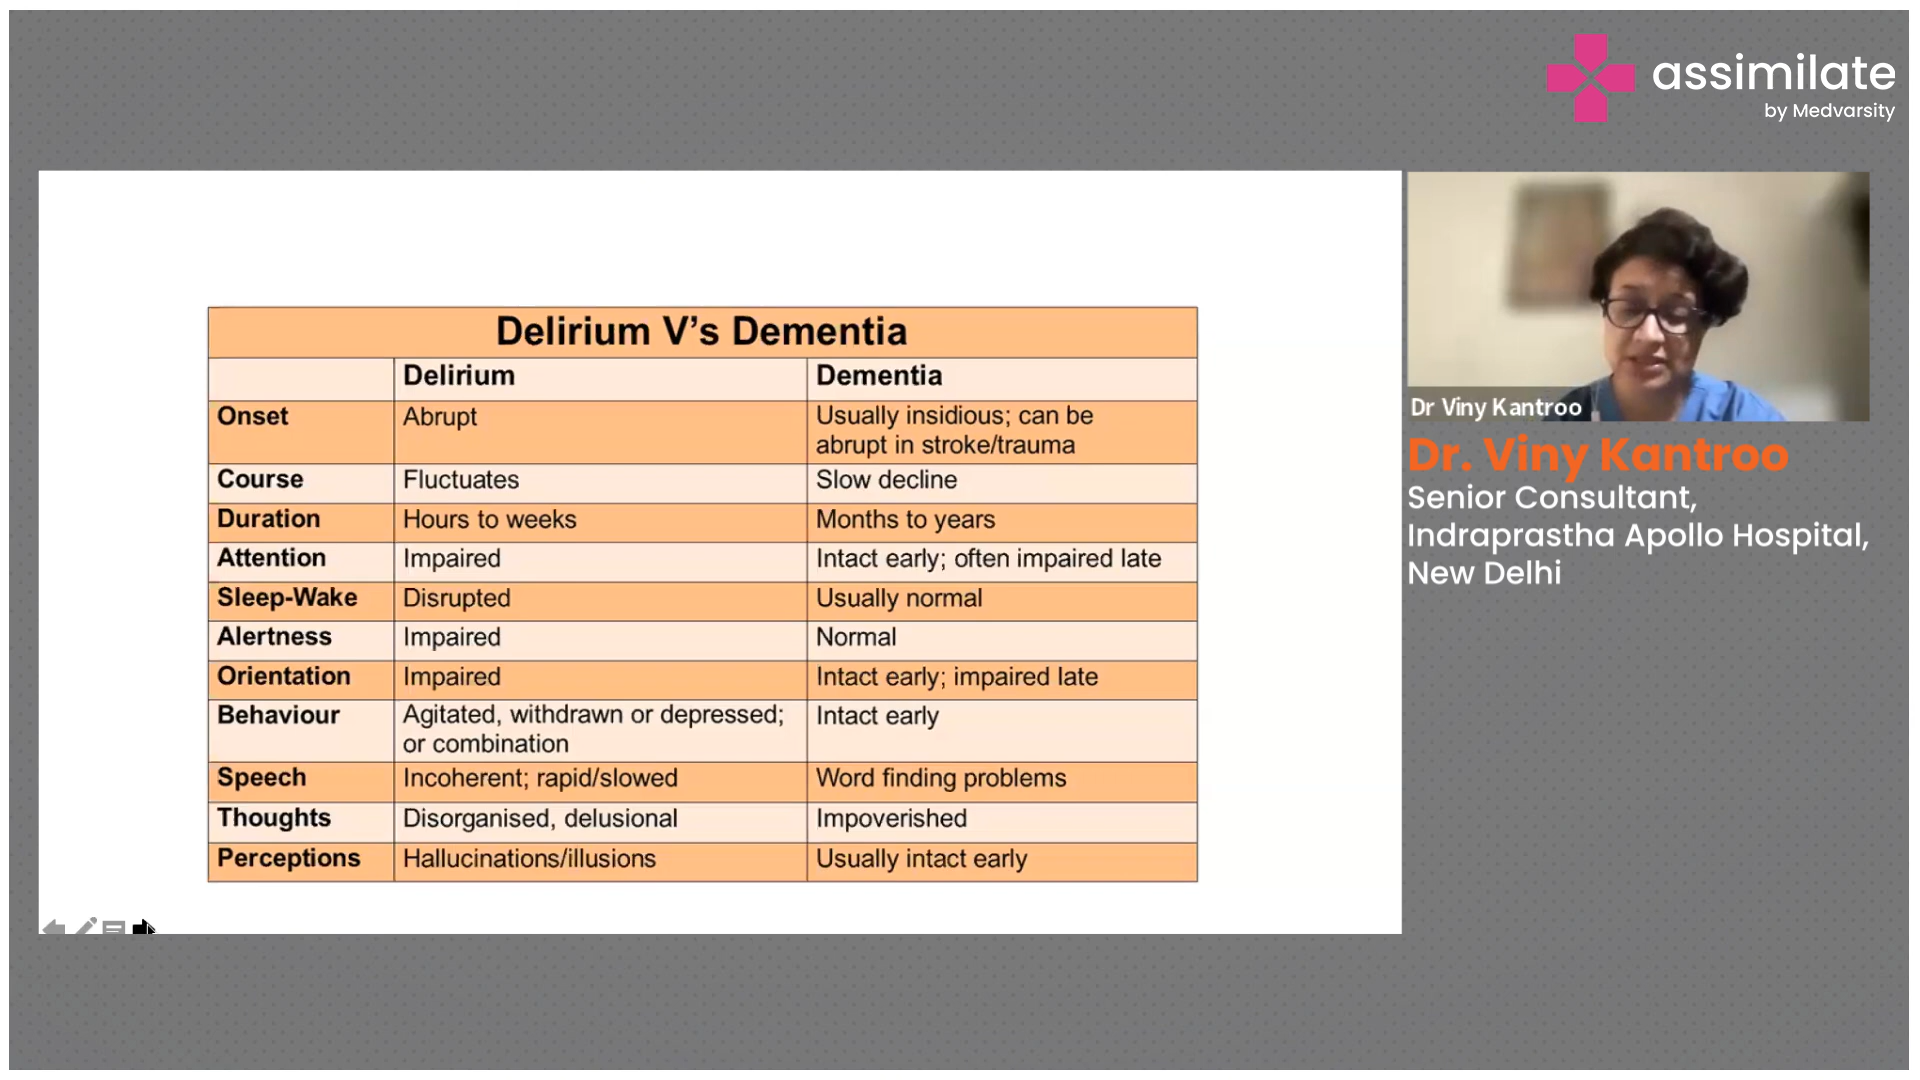 assimilate
by Medvarsity
Delirium V’s Dementia
Delirium Dementia
Onset Abrupt Usually insidious; can be
abrupt in stroke/trauma
Course Fluctuates Slow decline
Duration Hours to weeks Months to years
Attention Impaired Intact early; often impaired late
Sleep-Wake Disrupted Usually normal
Alertness Impaired Normal
Orientation Impaired Intact early; impaired late
Behaviour Agitated, withdrawn or depressed; Intact early
or combination
Speech Incoherent; rapid/slowed Word finding problems
Thoughts Disorganised, delusional Impoverished
Perceptions Hallucinations/illusions Usually intact early
Dr Viny Kantroo
Dr. Viny Kantroo
Senior Consultant,
Indraprastha Apollo Hospital,
New Delhi